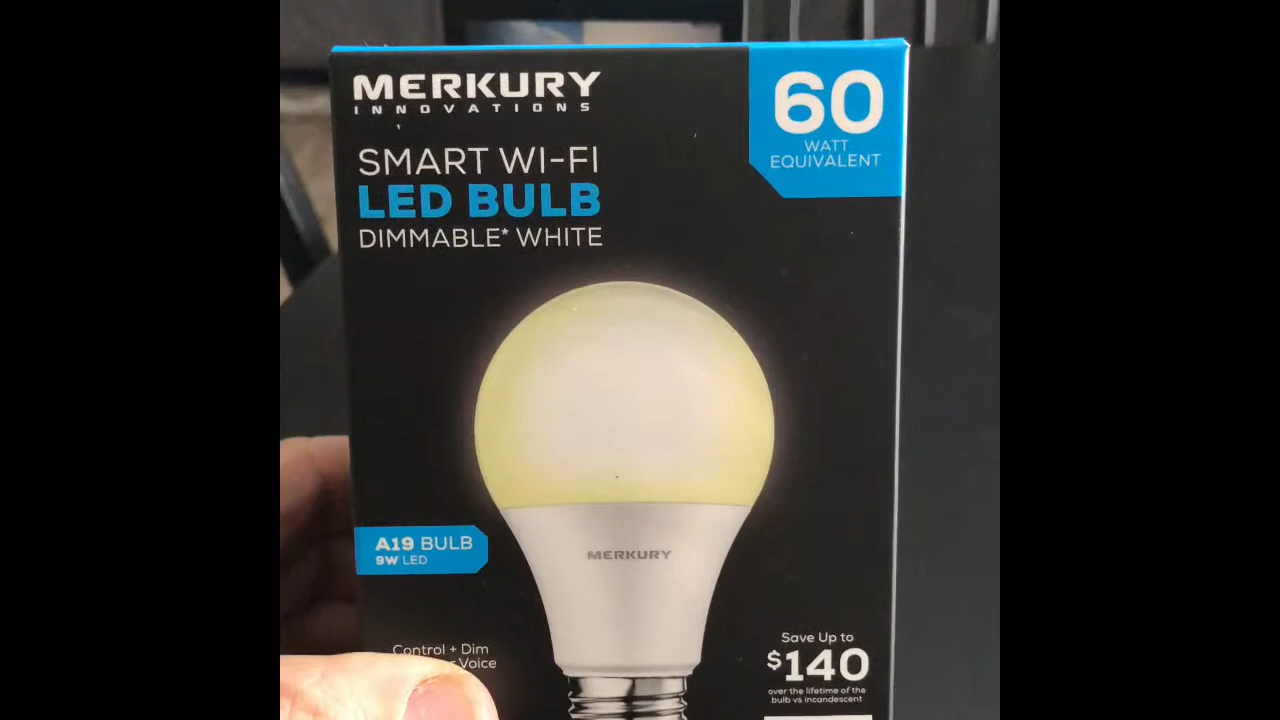 MERKURY
INNOVATIONS
60
WATT
EQUIVALENT
SMART WI-FI
LED BULB
DIMMABLE* WHITE
MERKURY
A19 BULB
9W LED
Control + Dim
Voice
Save Up to
$140
over the lifetime of the
bulb vs incandescent